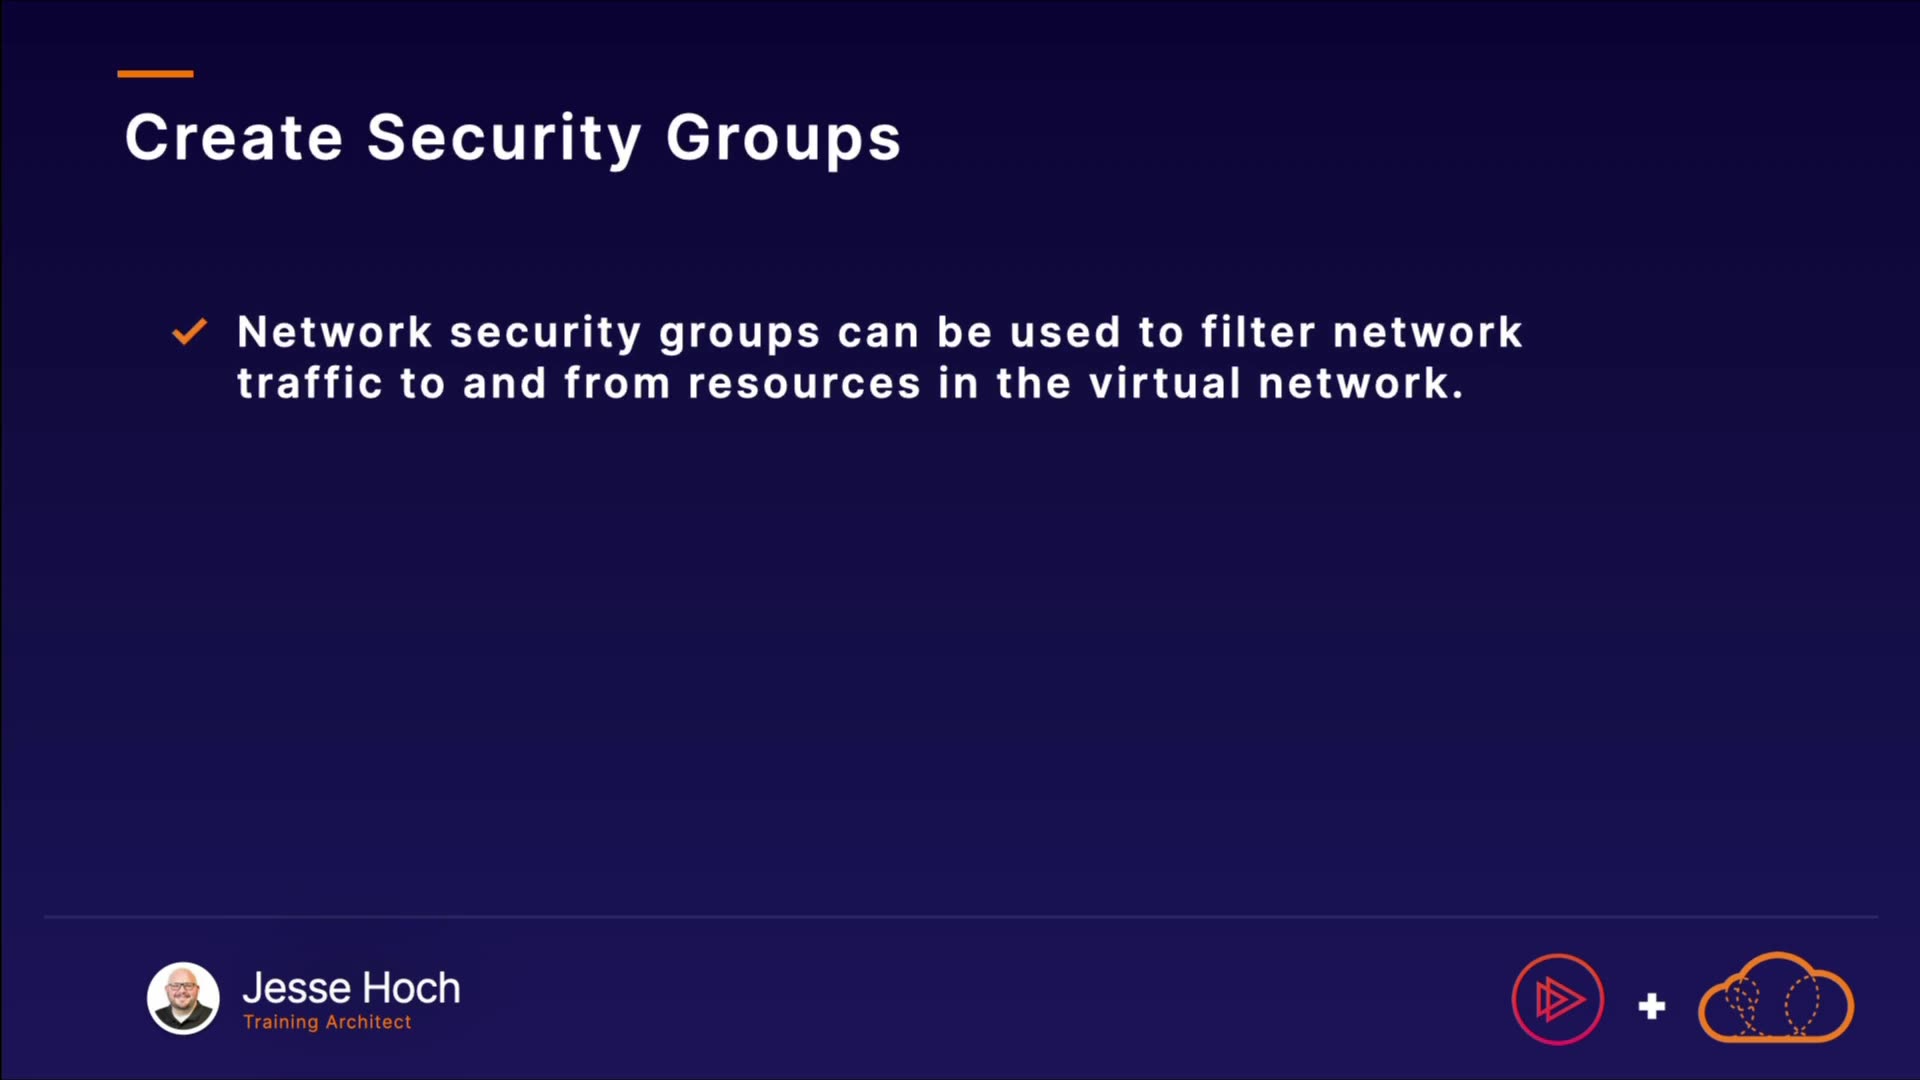 Create Security Groups
Network security groups can be used to filter network
traffic to and from resources in the virtual network.
Jesse Hoch
Training Architect